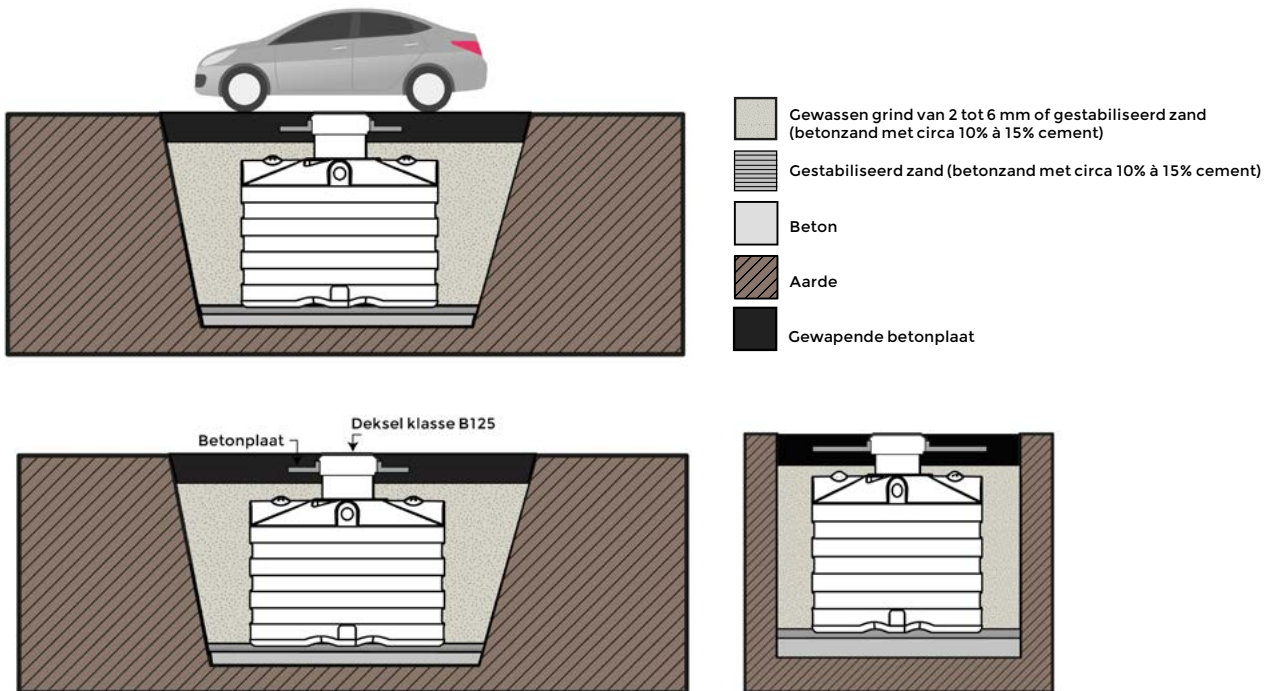 Gewassen grind van 2 tot 6 mm of gestabiliseerd zand
(betonzand met circa 10% à 15% cement)
Gestabiliseerd zand (betonzand met circa 10% à 15% cement)
Beton
Aarde
Gewapende betonplaat
Deksel klasse B125
Betonplaat